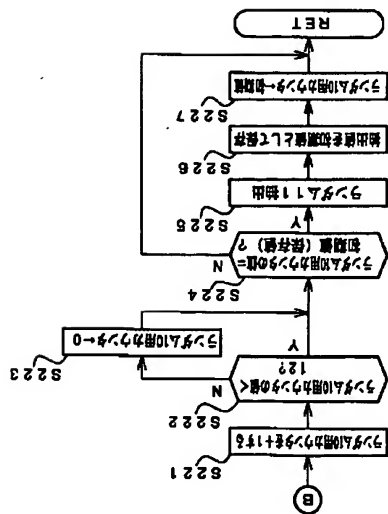 B
S221
ランダム10用カウンタを+1する
S222
ランダム10用カウンタの値<
12?
N
Y
S223
ランダム10用カウンタ←0
S224
ランダム10用カウンタの値=
初期値(保存値)
?
N
Y
S225
ランダム11抽出
S226
抽出値を初期値として保存
S227
ランダム10用カウンタ←初期値
RET